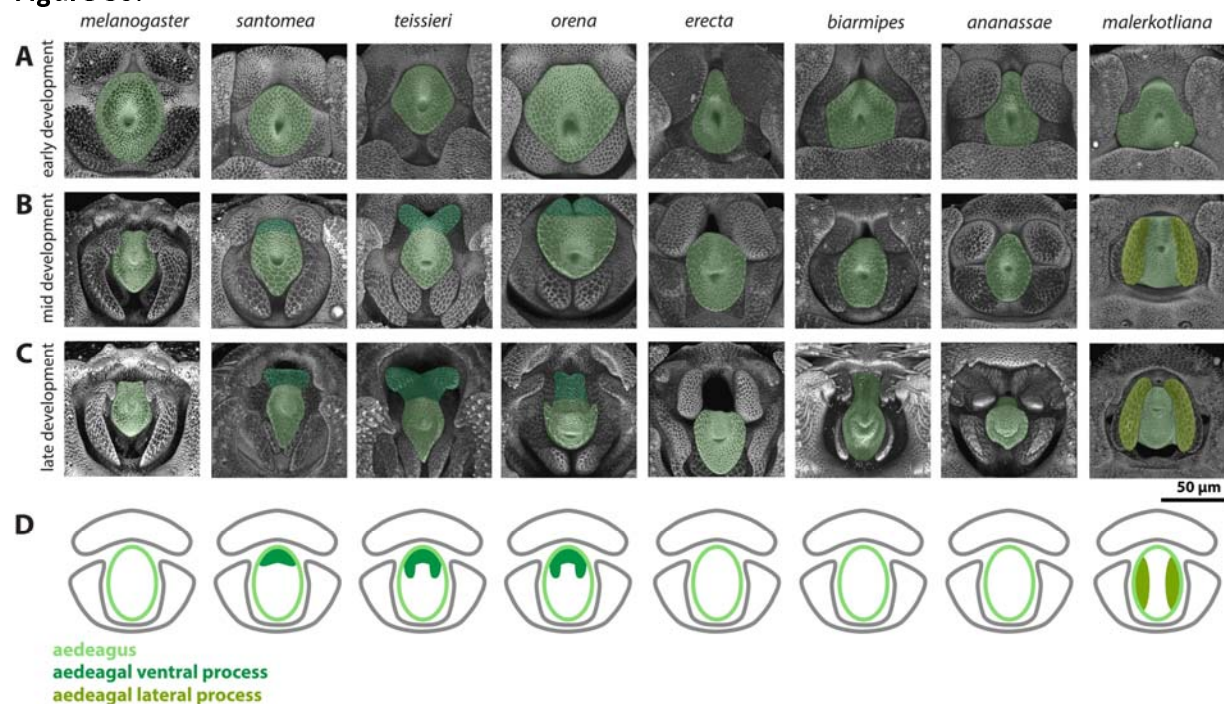 melanogaster santomea teissieri orena erecta biarmipes ananassae malerkotliana
A early development
B mid development
C late development
50 µm
D
aedeagus
aedeagal ventral process
aedeagal lateral process